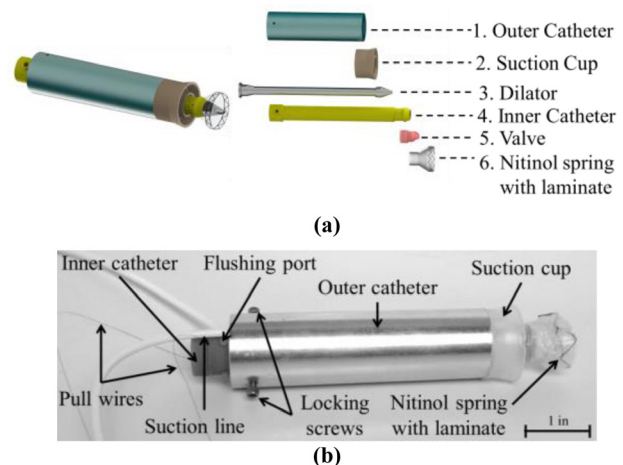 1. Outer Catheter
2. Suction Cup
3. Dilator
4. Inner Catheter
5. Valve
6. Nitinol spring
with laminate
(a)
Inner catheter
Flushing port
Suction cup
Outer catheter
Pull wires
Suction line
Locking
screws
Nitinol spring
with laminate
1 in
(b)